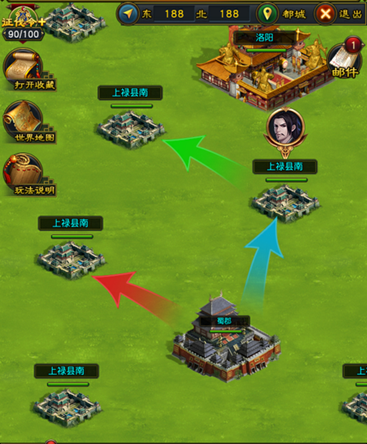 征伐令+
90/100
东 188 北 188
都城
退出
洛阳
1
邮件
打开收藏
上禄县南
世界地图
上禄县南
玩法说明
上禄县南
蜀郡
上禄县南
上